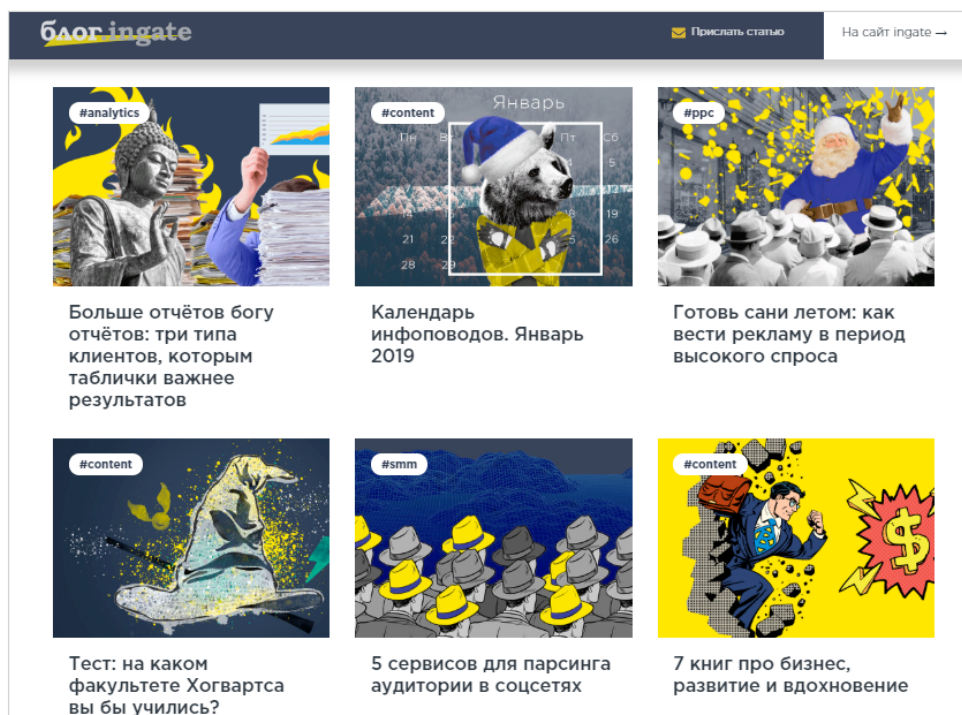 блог.ingate
Прислать статью
На сайт ingate →
#analytics
#content
Январь
Пн
Пт
Сб
5
19
21
26
28
29
#ppc
Больше отчётов богу
отчётов: три типа
клиентов, которым
таблички важнее
результатов
Календарь
инфоповодов. Январь
2019
Готовь сани летом: как
вести рекламу в период
высокого спроса
#content
#smm
#content
$
Тест: на каком
факультете Хогвартса
вы бы учились?
5 сервисов для парсинга
аудитории в соцсетях
7 книг про бизнес,
развитие и вдохновение